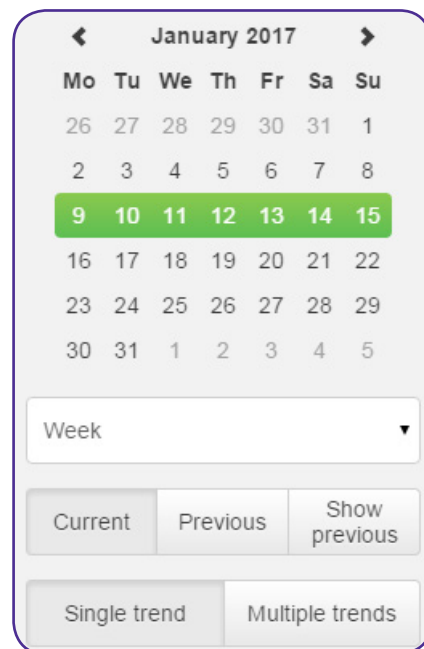 January 2017
Mo Tu We Th Fr Sa Su
26 27 28 29 30 31 1
2 3 4 5 6 7 8
9 10 11 12 13 14 15
16 17 18 19 20 21 22
23 24 25 26 27 28 29
30 31 1 2 3 4 5
Week
Current Previous Show
previous
Single trend Multiple trends